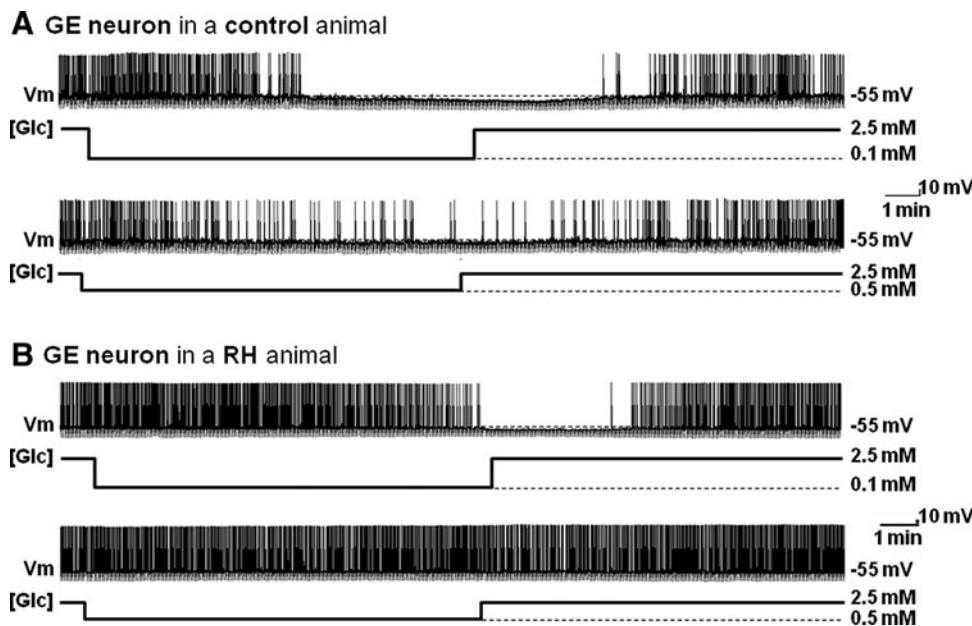 A GE neuron in a control animal
Vm -55 mV
[Glc] 2.5 mM
0.1 mM
10 mV
1 min
Vm -55 mV
[Glc] 2.5 mM
0.5 mM
B GE neuron in a RH animal
Vm -55 mV
[Glc] 2.5 mM
0.1 mM
10 mV
1 min
Vm -55 mV
[Glc] 2.5 mM
0.5 mM